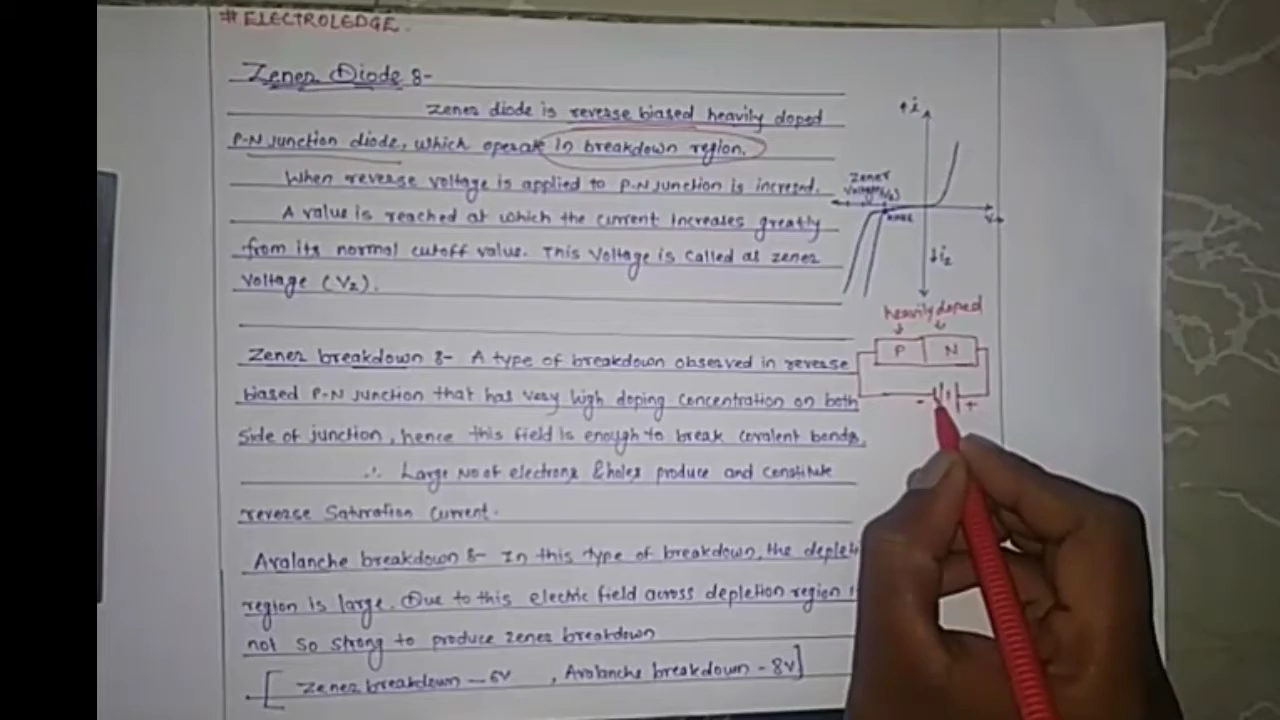 #ELECTROLEDGE.
Zener Diode :-
Zener diode is reverse biased heavily doped
P-N junction diode, which operate in breakdown region.
When reverse voltage is applied to P-N junction is incresed.
A value is reached at which the current increases greatly
from its normal cutoff value. This Voltage is called as zener
Voltage (Vz).
Zener breakdown :- A type of breakdown observed in reverse
biased P-N junction that has very high doping concentration on both
side of junction, hence this field is enough to break covalent bonds.
∴ Large No of electrons & holes produce and constitute
reverse saturation current.
Avalanche breakdown :- In this type of breakdown, the depleti
region is large. Due to this electric field across depletion region
not so strong to produce zener breakdown
[ Zener breakdown - 6V , Avalanche breakdown - 8V]
i
Zener
Voltage (Vz)
knee
iz
heavily doped
P N
- +